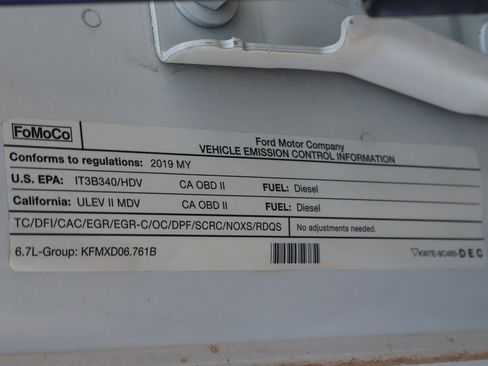 FoMoCo
Ford Motor Company
VEHICLE EMISSION CONTROL INFORMATION
Conforms to regulations: 2019 MY
U.S. EPA: IT3B340/HDV CA OBD II FUEL: Diesel
California: ULEV II MDV CA OBD II FUEL: Diesel
TC/DFI/CAC/EGR/EGR-C/OC/DPF/SCRC/NOXS/RDQS No adjustments needed.
6.7L-Group: KFMXD06.761B KW7E-9C485-DEC